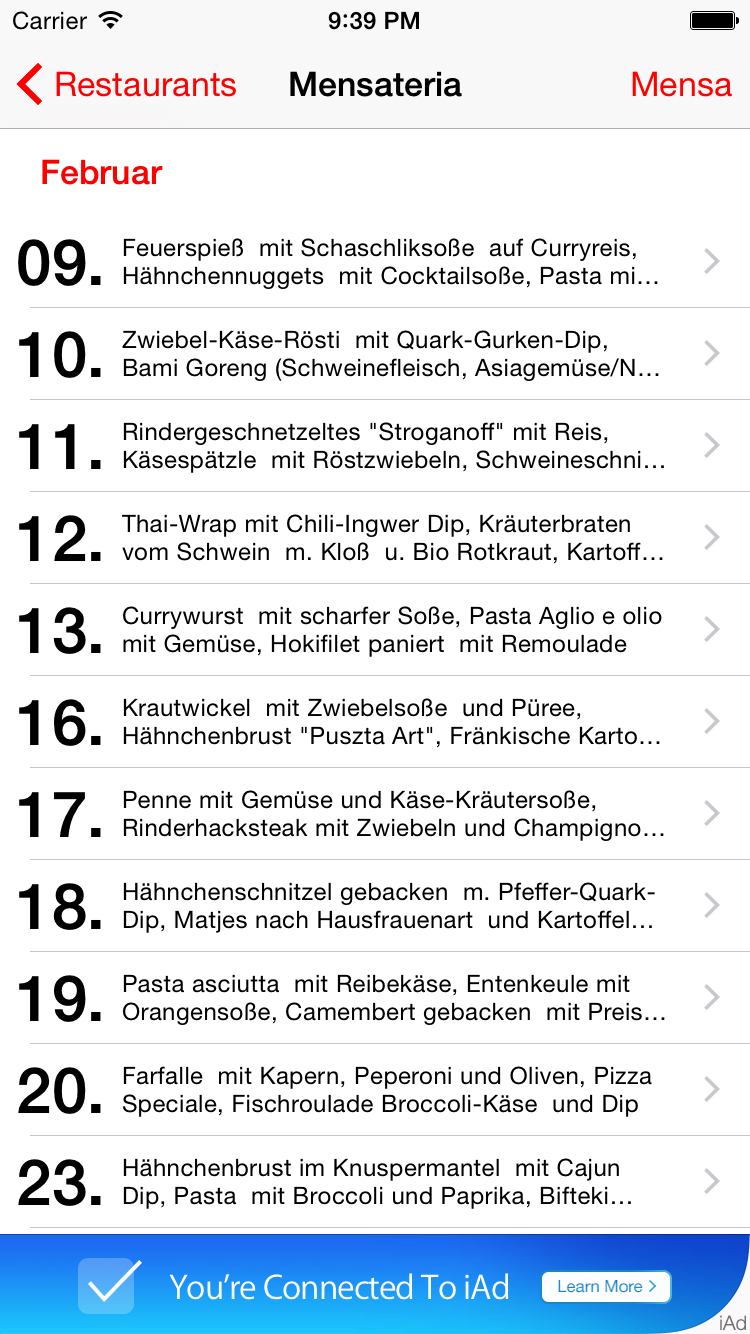 Carrier 9:39 PM
Restaurants Mensateria Mensa
Februar
09. Feuerspieß mit Schaschliksoße auf Curryreis,
Hähnchennuggets mit Cocktailsoße, Pasta mi...
10. Zwiebel-Käse-Rösti mit Quark-Gurken-Dip,
Bami Goreng (Schweinefleisch, Asiagemüse/N...
11. Rindergeschnetzeltes "Stroganoff" mit Reis,
Käsespätzle mit Röstzwiebeln, Schweineschni...
12. Thai-Wrap mit Chili-Ingwer Dip, Kräuterbraten
vom Schwein m. Kloß u. Bio Rotkraut, Kartoff...
13. Currywurst mit scharfer Soße, Pasta Aglio e olio
mit Gemüse, Hokifilet paniert mit Remoulade
16. Krautwickel mit Zwiebelsoße und Püree,
Hähnchenbrust "Puszta Art", Fränkische Karto...
17. Penne mit Gemüse und Käse-Kräutersoße,
Rinderhacksteak mit Zwiebeln und Champigno...
18. Hähnchenschnitzel gebacken m. Pfeffer-Quark-
Dip, Matjes nach Hausfrauenart und Kartoffel...
19. Pasta asciutta mit Reibekäse, Entenkeule mit
Orangensoße, Camembert gebacken mit Preis...
20. Farfalle mit Kapern, Peperoni und Oliven, Pizza
Speciale, Fischroulade Broccoli-Käse und Dip
23. Hähnchenbrust im Knuspermantel mit Cajun
Dip, Pasta mit Broccoli und Paprika, Bifteki...
You're Connected To iAd Learn More
iAd